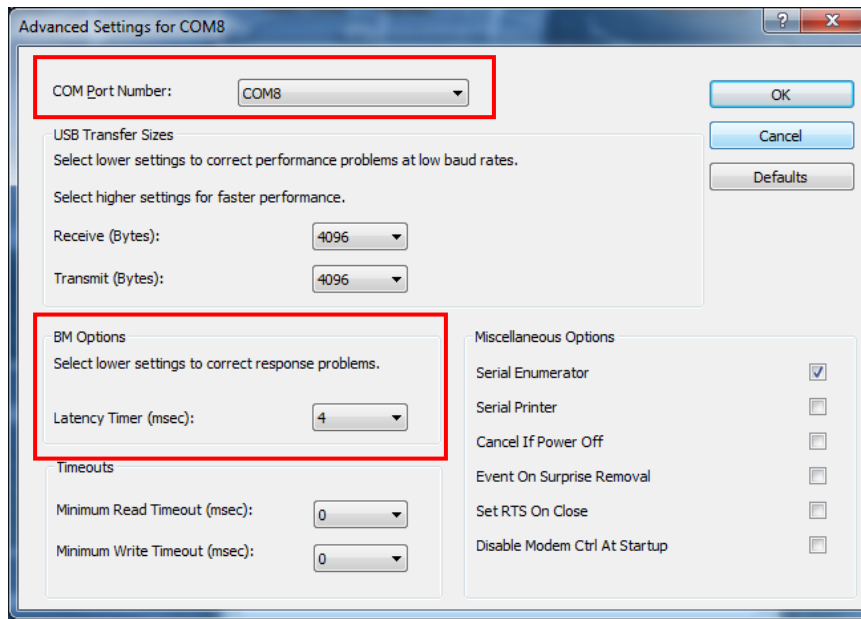 Advanced Settings for COM8
COM Port Number:
COM8
OK
USB Transfer Sizes
Cancel
Select lower settings to correct performance problems at low baud rates.
Defaults
Select higher settings for faster performance.
Receive (Bytes):
4096
Transmit (Bytes):
4096
BM Options
Select lower settings to correct response problems.
Latency Timer (msec):
4
Miscellaneous Options
Serial Enumerator
Serial Printer
Cancel If Power Off
Event On Surprise Removal
Set RTS On Close
Disable Modem Ctrl At Startup
Timeouts
Minimum Read Timeout (msec):
0
Minimum Write Timeout (msec):
0